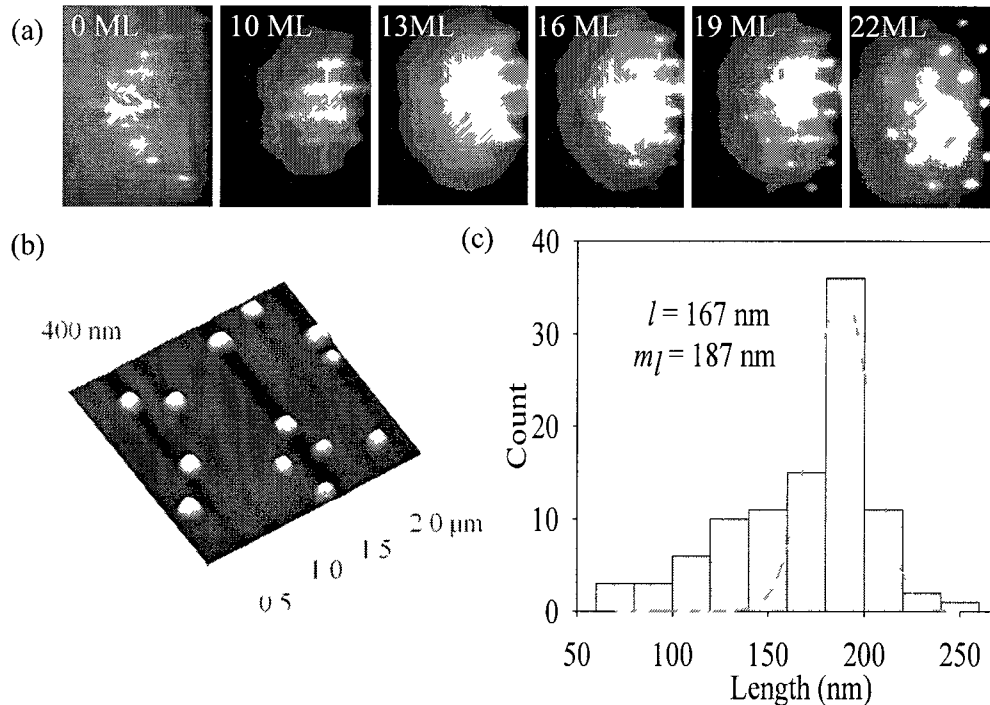 (a)
0 ML
10 ML
13ML
16 ML
19 ML
22ML
(b)
400 nm
0 5
1 0
1 5
2 0 μm
(c)
40
30
20
10
0
Count
l = 167 nm
ml = 187 nm
50
100
150
200
250
Length (nm)